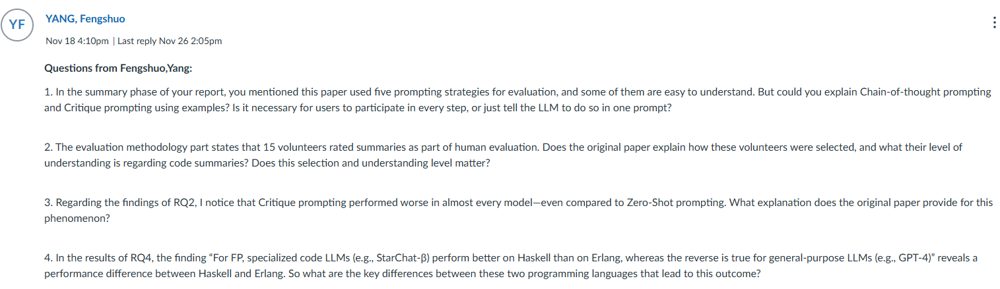 YF
YANG, Fengshuo
Nov 18 4:10pm | Last reply Nov 26 2:05pm
Questions from Fengshuo,Yang:
1. In the summary phase of your report, you mentioned this paper used five prompting strategies for evaluation, and some of them are easy to understand. But could you explain Chain-of-thought prompting
and Critique prompting using examples? Is it necessary for users to participate in every step, or just tell the LLM to do so in one prompt?
2. The evaluation methodology part states that 15 volunteers rated summaries as part of human evaluation. Does the original paper explain how these volunteers were selected, and what their level of
understanding is regarding code summaries? Does this selection and understanding level matter?
3. Regarding the findings of RQ2, I notice that Critique prompting performed worse in almost every model—even compared to Zero-Shot prompting. What explanation does the original paper provide for this
phenomenon?
4. In the results of RQ4, the finding “For FP, specialized code LLMs (e.g., StarChat-β) perform better on Haskell than on Erlang, whereas the reverse is true for general-purpose LLMs (e.g., GPT-4)” reveals a
performance difference between Haskell and Erlang. So what are the key differences between these two programming languages that lead to this outcome?